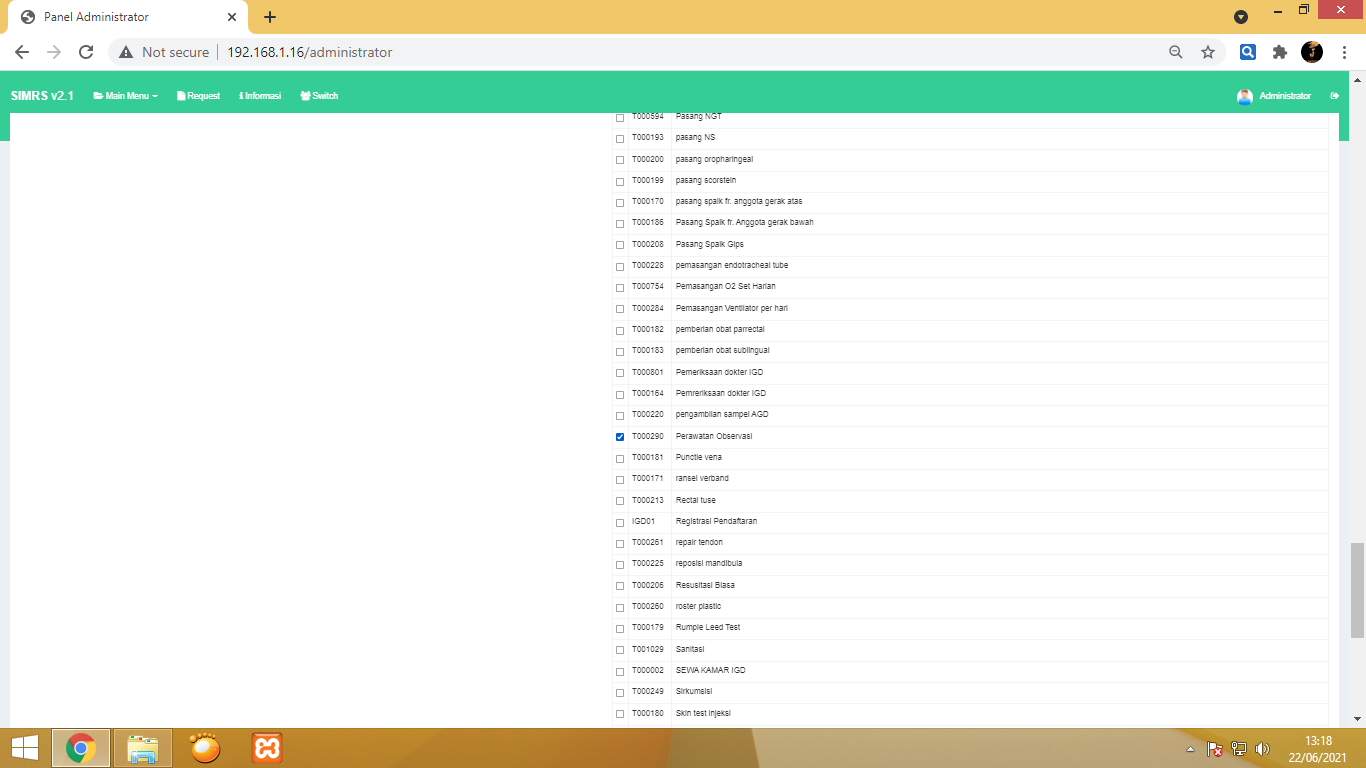 Panel Administrator
Not secure 192.168.1.16/administrator
SIMRS v2.1 Main Menu Request Informasi Switch Administrator
T000594 Pasang NGT
T000193 pasang NS
T000200 pasang oropharingeal
T000199 pasang scorstein
T000170 pasang spalk fr. anggota gerak atas
T000186 Pasang Spalk fr. Anggota gerak bawah
T000208 Pasang Spalk Gips
T000228 pemasangan endotracheal tube
T000754 Pemasangan O2 Set Harian
T000284 Pemasangan Ventilator per hari
T000182 pemberian obat parrectal
T000183 pemberian obat sublingual
T000801 Pemeriksaan dokter IGD
T000164 Pemreriksaan dokter IGD
T000220 pengambilan sampel AGD
T000290 Perawatan Observasi
T000181 Punctie vena
T000171 ransel verband
T000213 Rectal tuse
IGD01 Registrasi Pendaftaran
T000261 repair tendon
T000225 reposisi mandibula
T000206 Resusitasi Biasa
T000260 roster plastic
T000179 Rumple Leed Test
T001029 Sanitasi
T000002 SEWA KAMAR IGD
T000249 Sirkumsisi
T000180 Skin test injeksi
13:18
22/06/2021